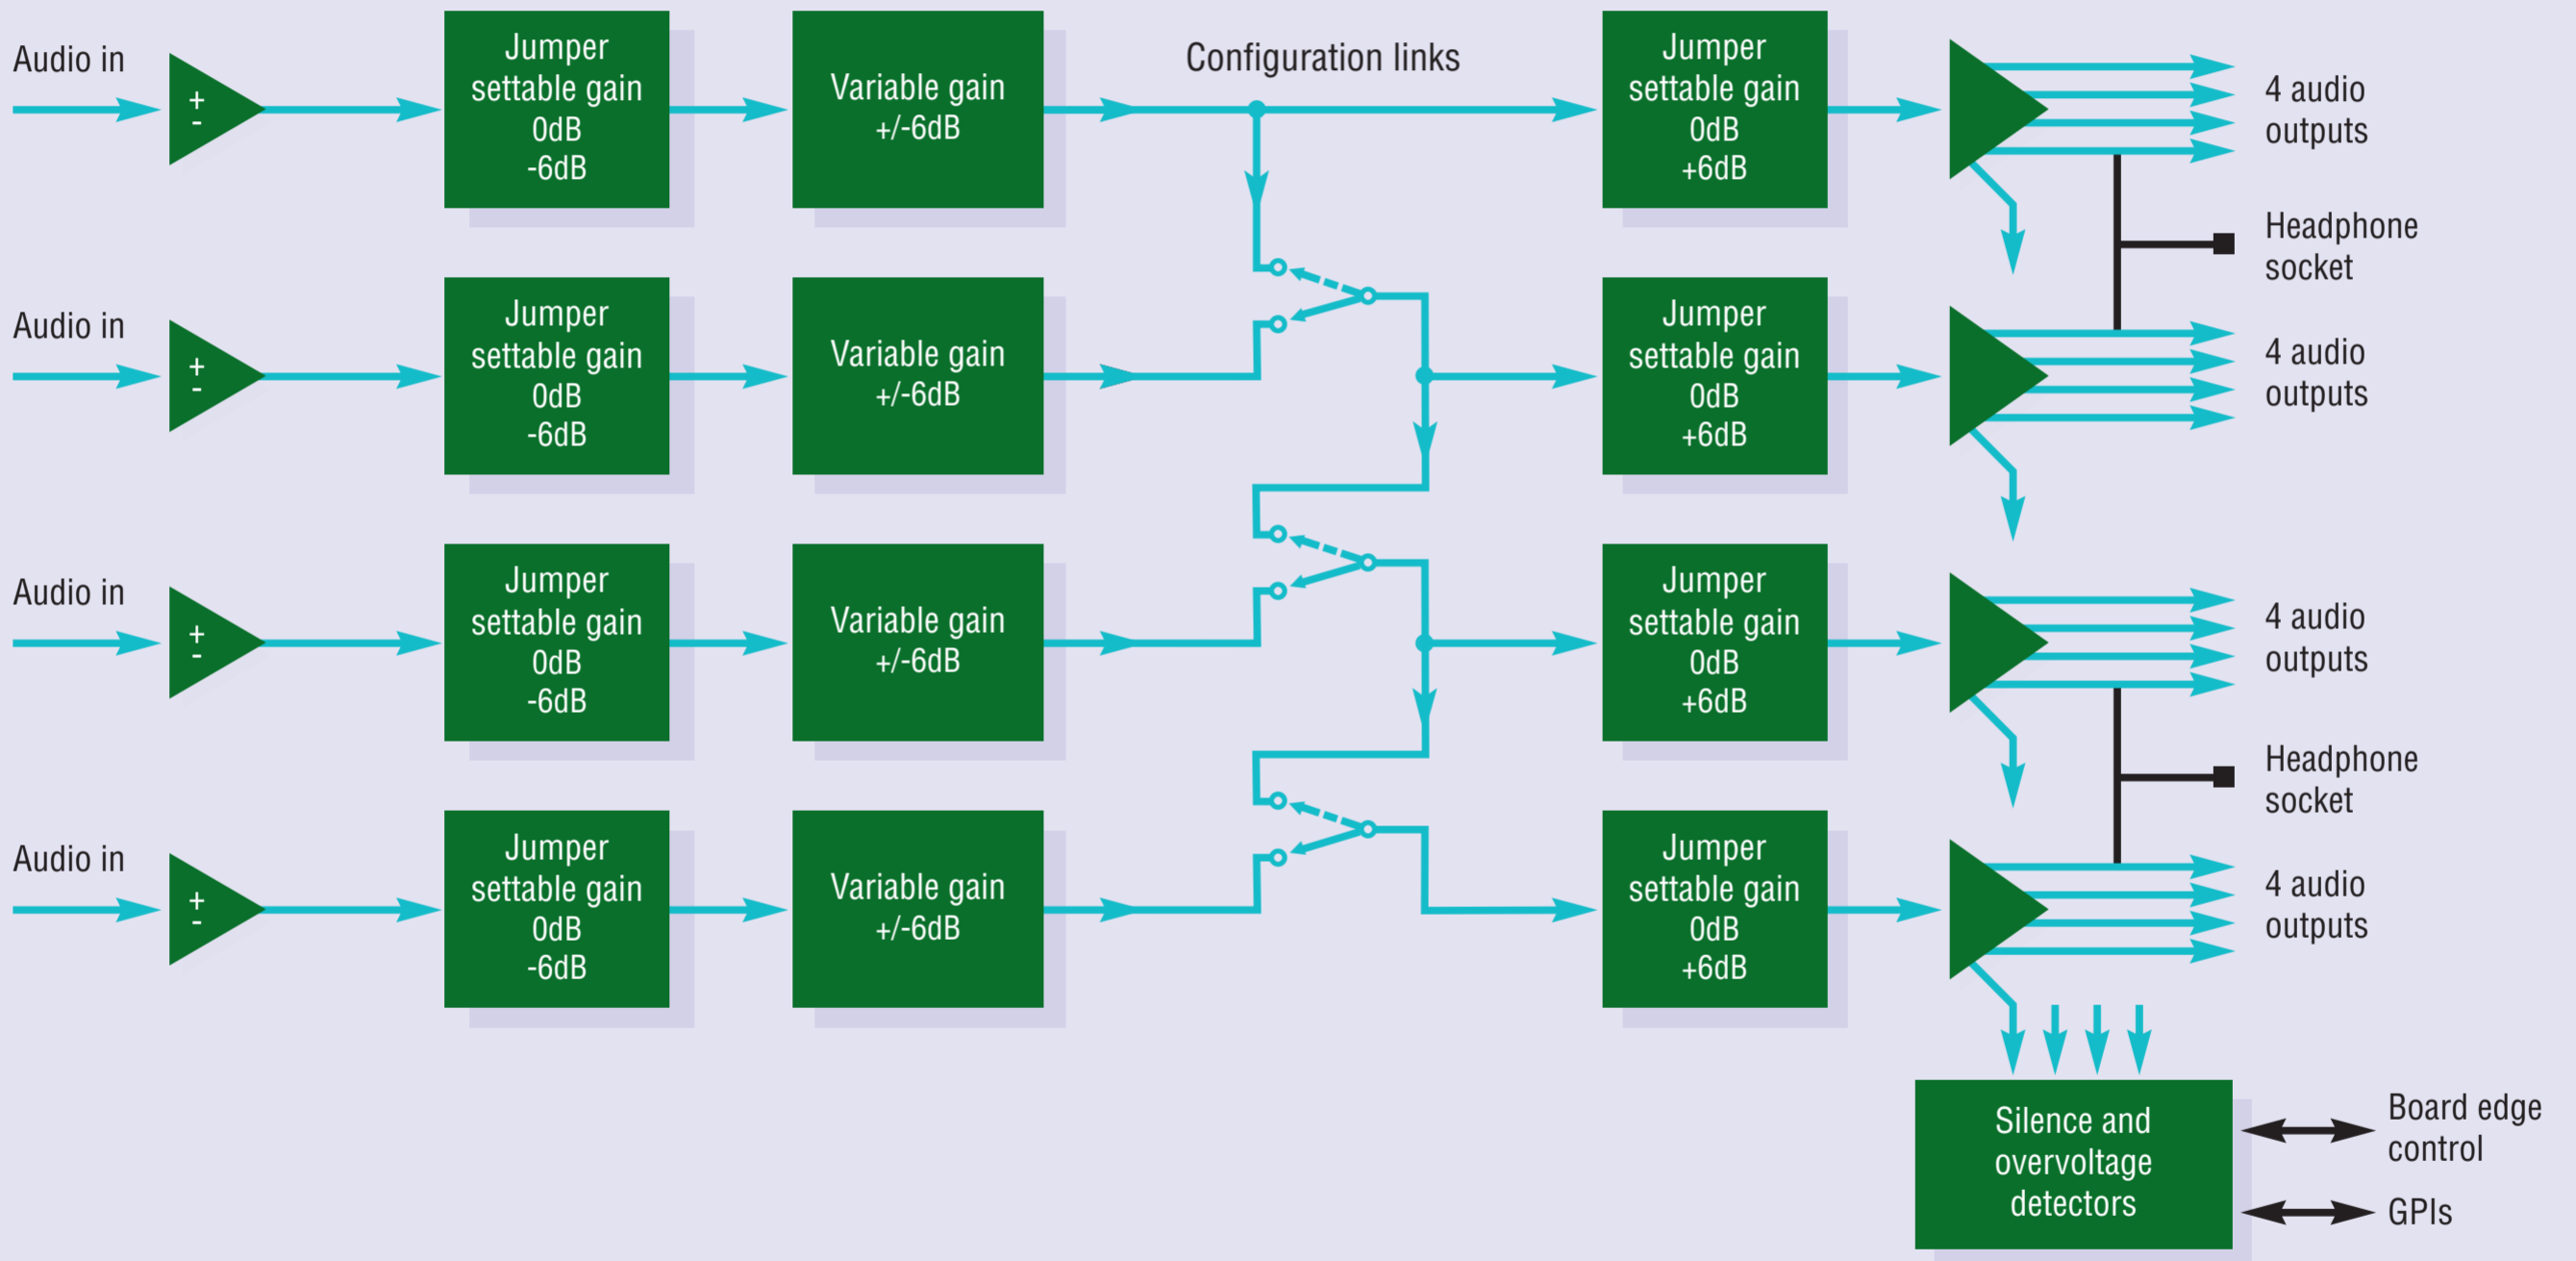 Audio in
+
-
Jumper
settable gain
0dB
-6dB
Variable gain
+/-6dB
Configuration links
Jumper
settable gain
0dB
+6dB
4 audio
outputs
Headphone
socket
Audio in
+
-
Jumper
settable gain
0dB
-6dB
Variable gain
+/-6dB
Jumper
settable gain
0dB
+6dB
4 audio
outputs
Audio in
+
-
Jumper
settable gain
0dB
-6dB
Variable gain
+/-6dB
Jumper
settable gain
0dB
+6dB
4 audio
outputs
Headphone
socket
Audio in
+
-
Jumper
settable gain
0dB
-6dB
Variable gain
+/-6dB
Jumper
settable gain
0dB
+6dB
4 audio
outputs
Silence and
overvoltage
detectors
Board edge
control
GPIs